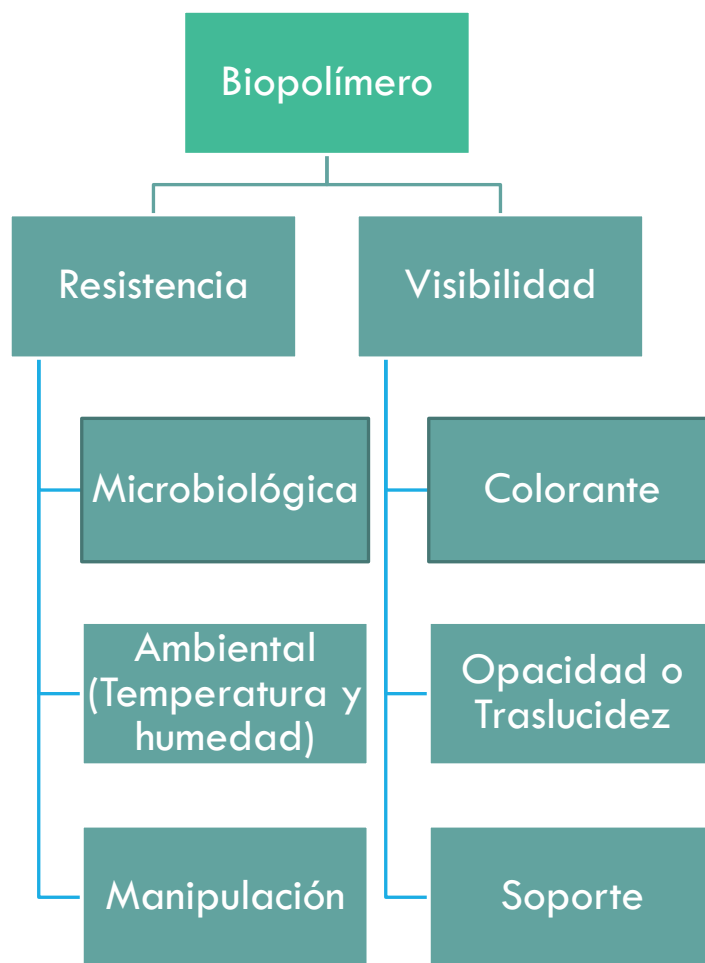 Biopolímero
Resistencia
Visibilidad
Microbiológica
Colorante
Ambiental
(Temperatura y
humedad)
Opacidad o
Traslucidez
Manipulación
Soporte